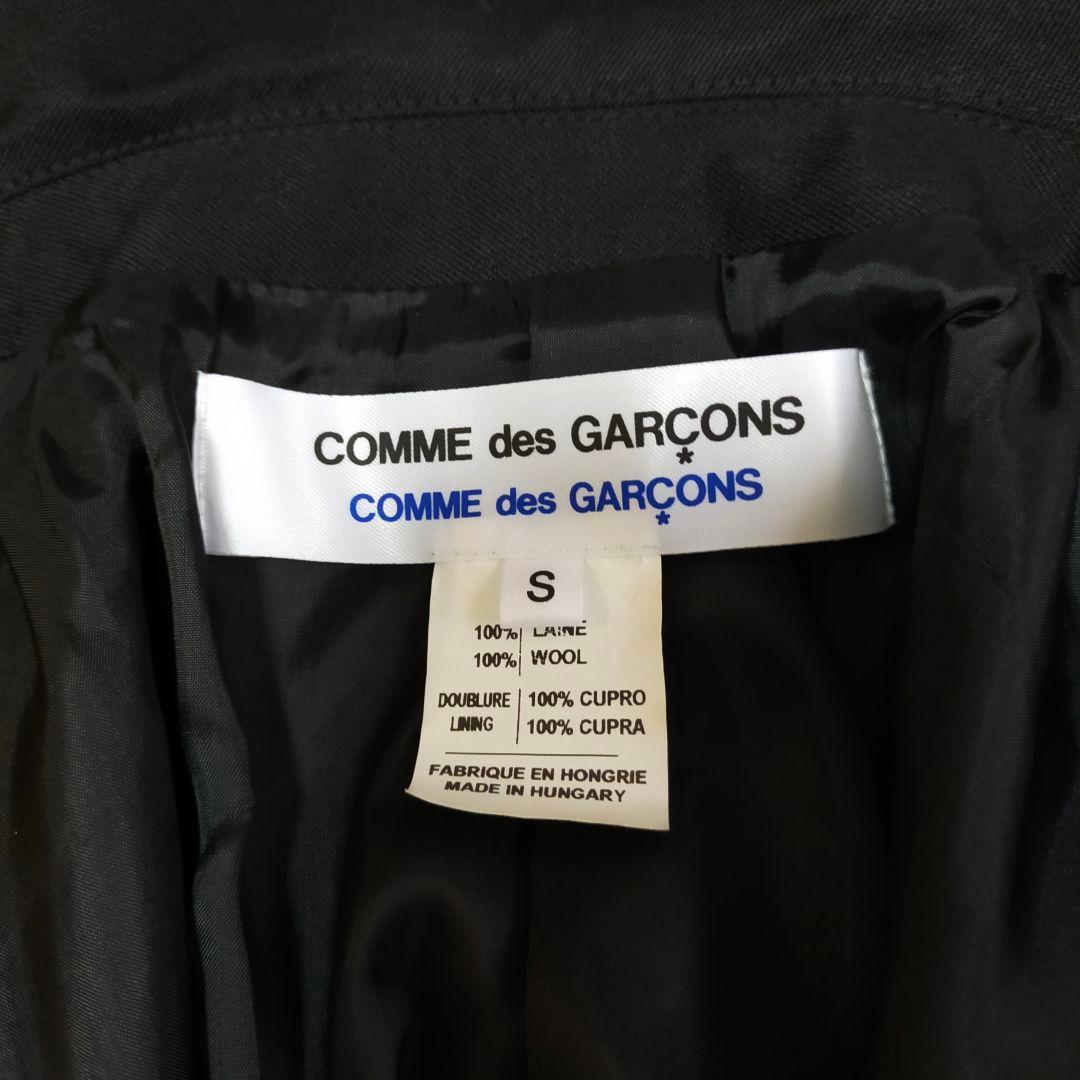 COMME des GARÇONS
*
COMME des GARÇONS
*
S
100% LAINE
100% WOOL
DOUBLURE 100% CUPRO
LINING 100% CUPRA
FABRIQUE EN HONGRIE
MADE IN HUNGARY